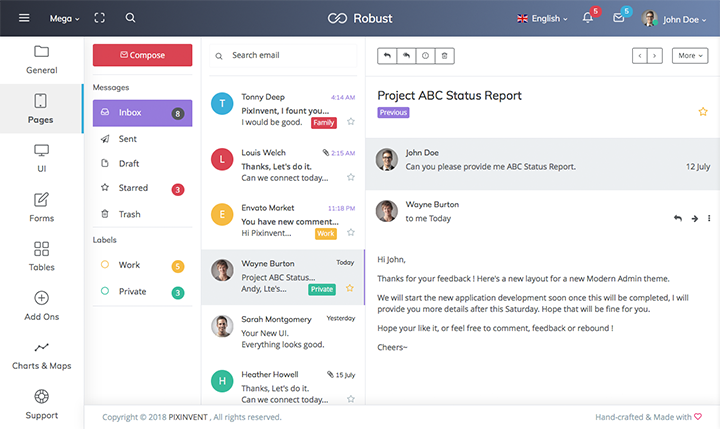 Mega
Robust
English
5
5
John Doe
General
Pages
UI
Forms
Tables
Add Ons
Charts & Maps
Support
Compose
Messages
Inbox 8
Sent
Draft
Starred 3
Trash
Labels
Work 5
Private 3
Search email
T
Tonny Deep 4:14 AM
Pixinvent, I fount you...
I would be good. Family
L
Louis Welch 2:15 AM
Thanks, Let's do it.
Can we connect today...
E
Envato Market 11:18 PM
You have new comment...
Hi Pixinvent... Work
Wayne Burton Today
Project ABC Status...
Andy, Lte's... Private
Sarah Montgomery Yesterday
Your New UI.
Everything looks good.
H
Heather Howell 15 July
Thanks, Let's do it.
Can we connect today...
More
Project ABC Status Report
Previous
John Doe
Can you please provide me ABC Status Report. 12 July
Wayne Burton
to me Today
Hi John,
Thanks for your feedback ! Here's a new layout for a new Modern Admin theme.
We will start the new application development soon once this will be completed, I will
provide you more details after this Saturday. Hope that will be fine for you.
Hope your like it, or feel free to comment, feedback or rebound !
Cheers~
Copyright © 2018 PIXINVENT , All rights reserved.
Hand-crafted & Made with